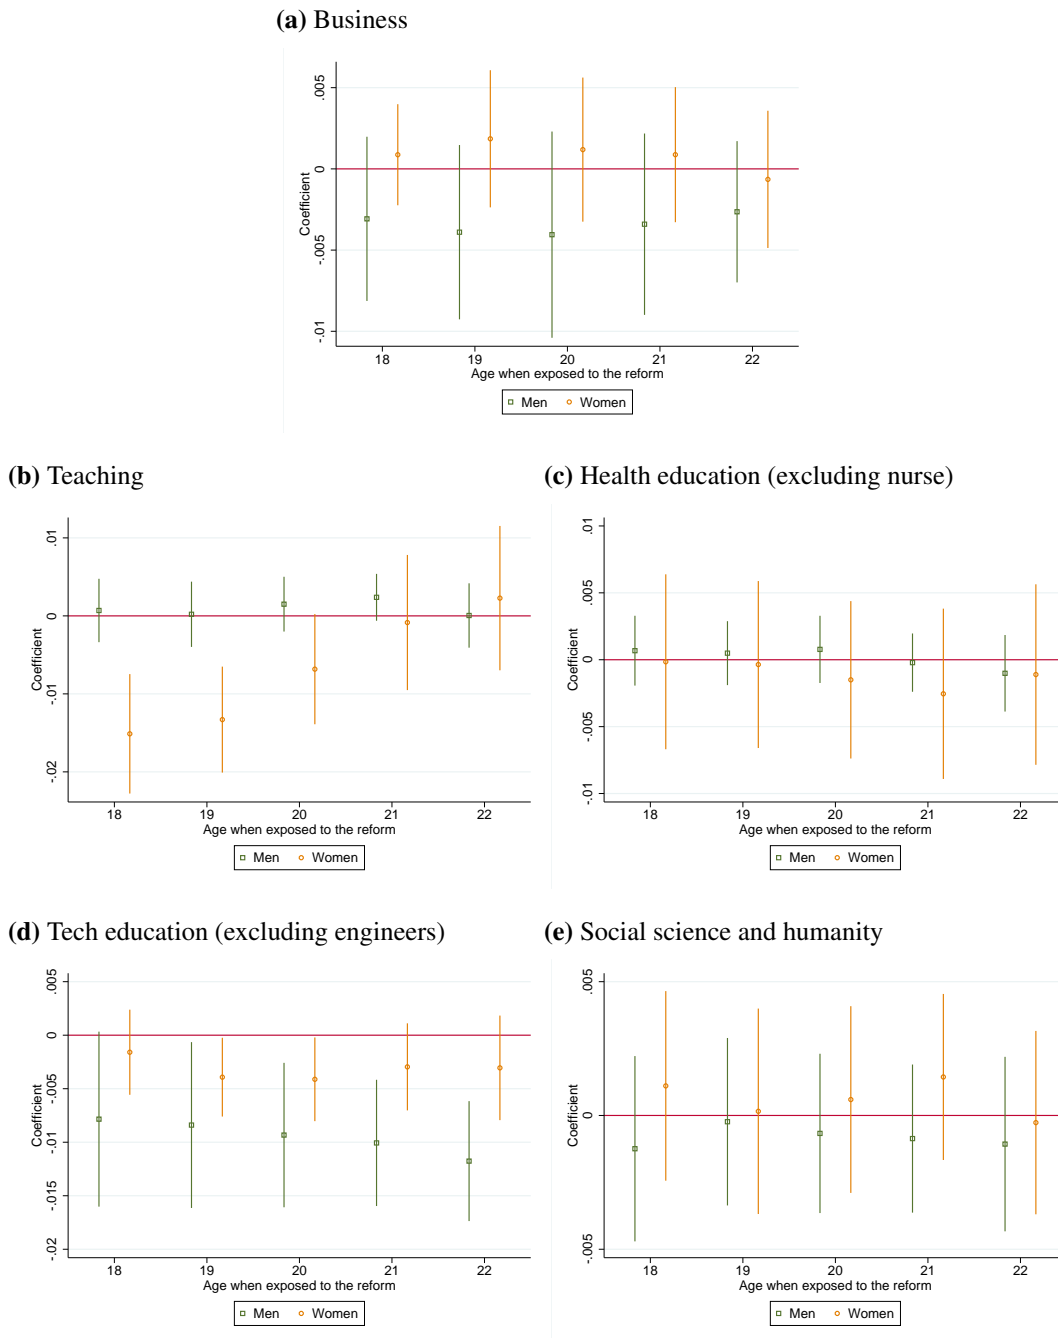 (a) Business
.005
0
-.005
-.01
Coefficient
18 19 20 21 22
Age when exposed to the reform
Men Women
(b) Teaching
.01
0
-.01
-.02
Coefficient
18 19 20 21 22
Age when exposed to the reform
Men Women
(c) Health education (excluding nurse)
.01
.005
0
-.005
-.01
Coefficient
18 19 20 21 22
Age when exposed to the reform
Men Women
(d) Tech education (excluding engineers)
.005
0
-.005
-.01
-.015
-.02
Coefficient
18 19 20 21 22
Age when exposed to the reform
Men Women
(e) Social science and humanity
.005
0
-.005
Coefficient
18 19 20 21 22
Age when exposed to the reform
Men Women